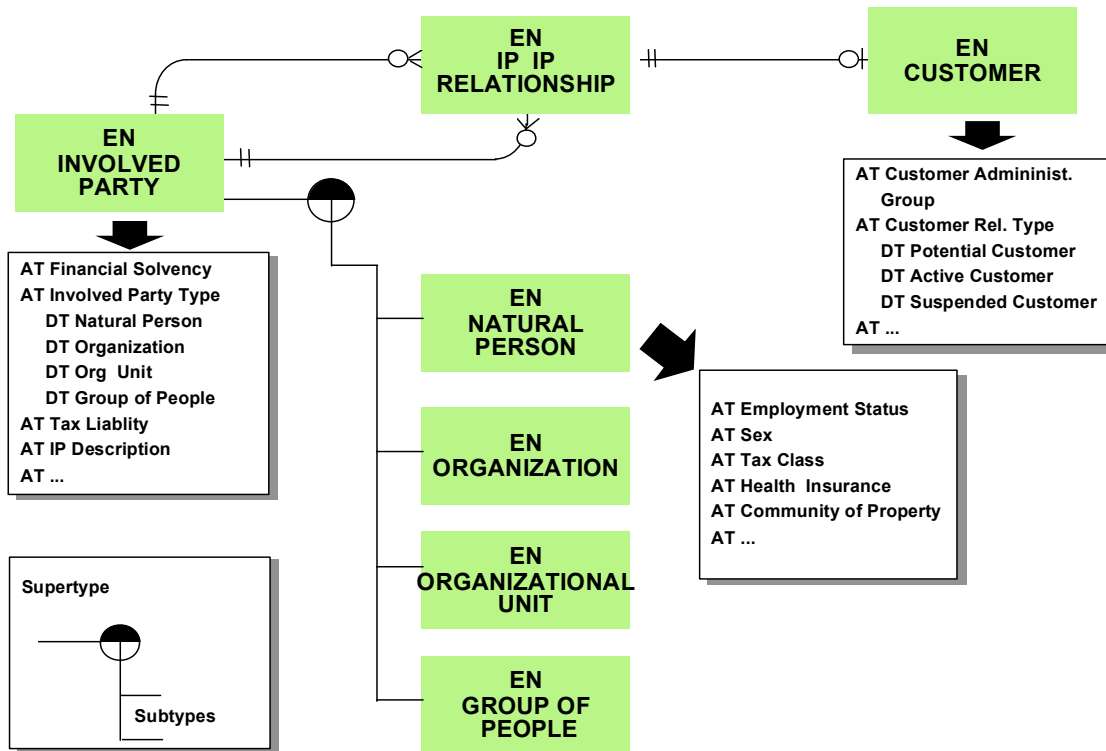 EN
IP IP
RELATIONSHIP
EN
CUSTOMER
EN
INVOLVED
PARTY
AT Customer Admininist.
Group
AT Customer Rel. Type
DT Potential Customer
DT Active Customer
DT Suspended Customer
AT ...
AT Financial Solvency
AT Involved Party Type
DT Natural Person
DT Organization
DT Org Unit
DT Group of People
AT Tax Liablity
AT IP Description
AT ...
EN
NATURAL
PERSON
AT Employment Status
AT Sex
AT Tax Class
AT Health Insurance
AT Community of Property
AT ...
EN
ORGANIZATION
EN
ORGANIZATIONAL
UNIT
EN
GROUP OF
PEOPLE
Supertype
Subtypes